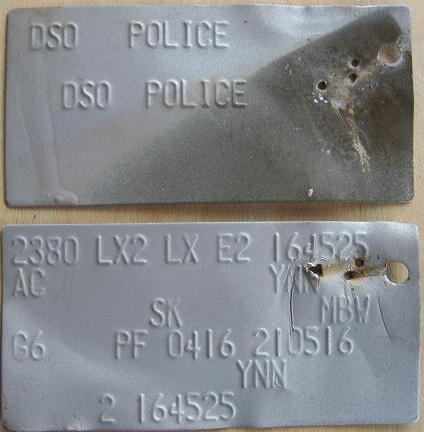 DSO POLICE
DSO POLICE
2380 LX2 LX E2 164525
AC YNN
SK MBW
G6 PF 0416 210516
YNN
2 164525